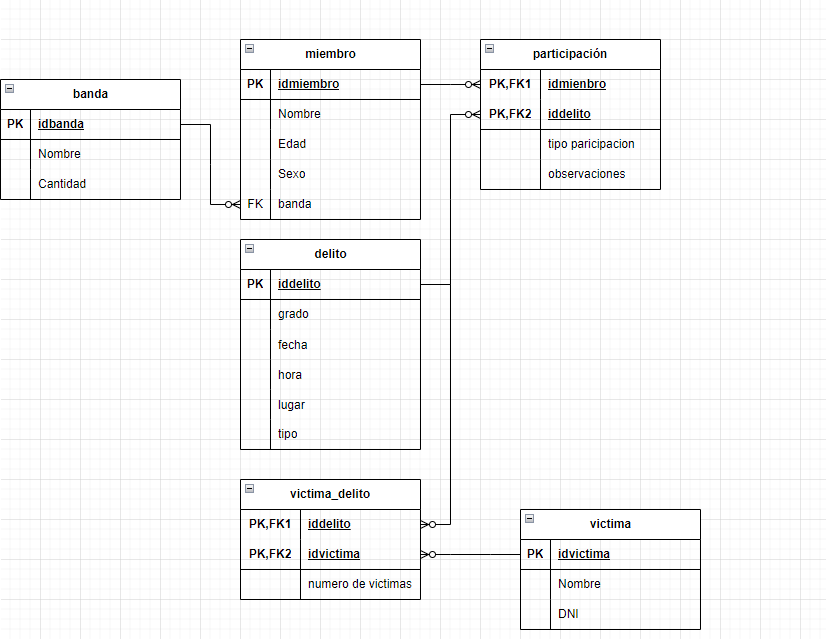 banda
PK idbanda
Nombre
Cantidad
miembro
PK idmiembro
Nombre
Edad
Sexo
FK banda
participación
PK,FK1 idmienbro
PK,FK2 iddelito
tipo paricipacion
observaciones
delito
PK iddelito
grado
fecha
hora
lugar
tipo
victima_delito
PK,FK1 iddelito
PK,FK2 idvictima
numero de victimas
victima
PK idvictima
Nombre
DNI